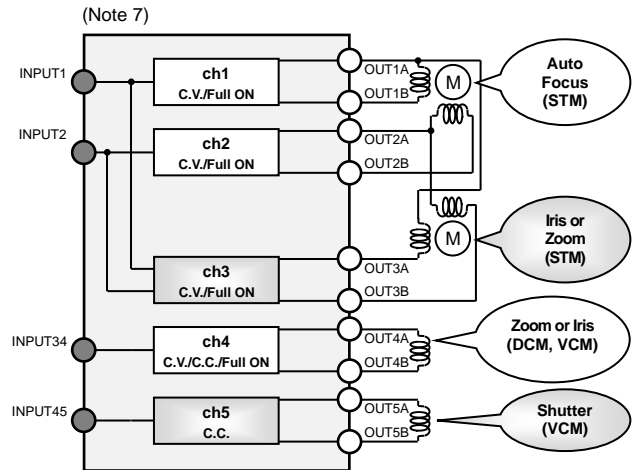 (Note 7)
INPUT1
ch1
C.V./Full ON
OUT1A
OUT1B
M
Auto
Focus
(STM)
INPUT2
ch2
C.V./Full ON
OUT2A
OUT2B
ch3
C.V./Full ON
OUT3A
OUT3B
M
Iris or
Zoom
(STM)
INPUT34
ch4
C.V./C.C./Full ON
OUT4A
OUT4B
Zoom or Iris
(DCM, VCM)
INPUT45
ch5
C.C.
OUT5A
OUT5B
Shutter
(VCM)